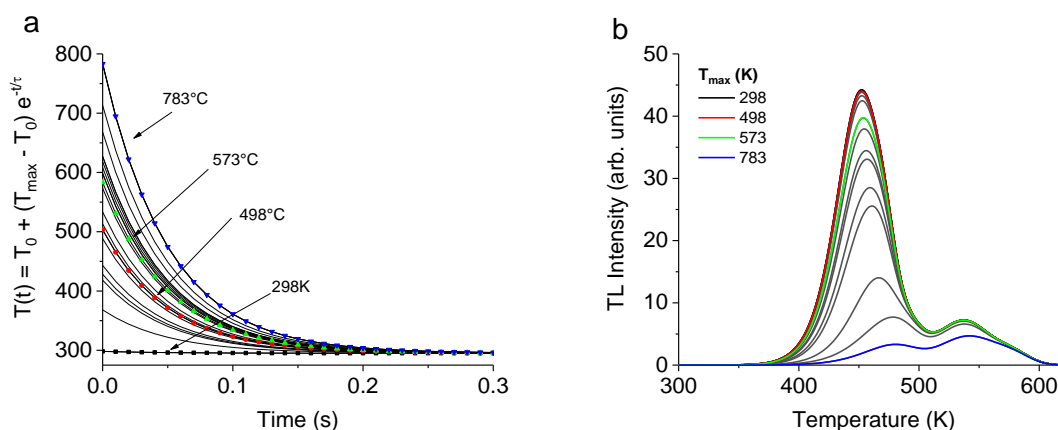 a
T(t) = T₀ + (Tmax - T₀) e^-t/τ
800
700
600
500
400
300
783°C
573°C
498°C
298K
0.0
0.1
0.2
0.3
Time (s)
b
TL Intensity (arb. units)
50
40
30
20
10
0
Tmax (K)
298
498
573
783
300
400
500
600
Temperature (K)